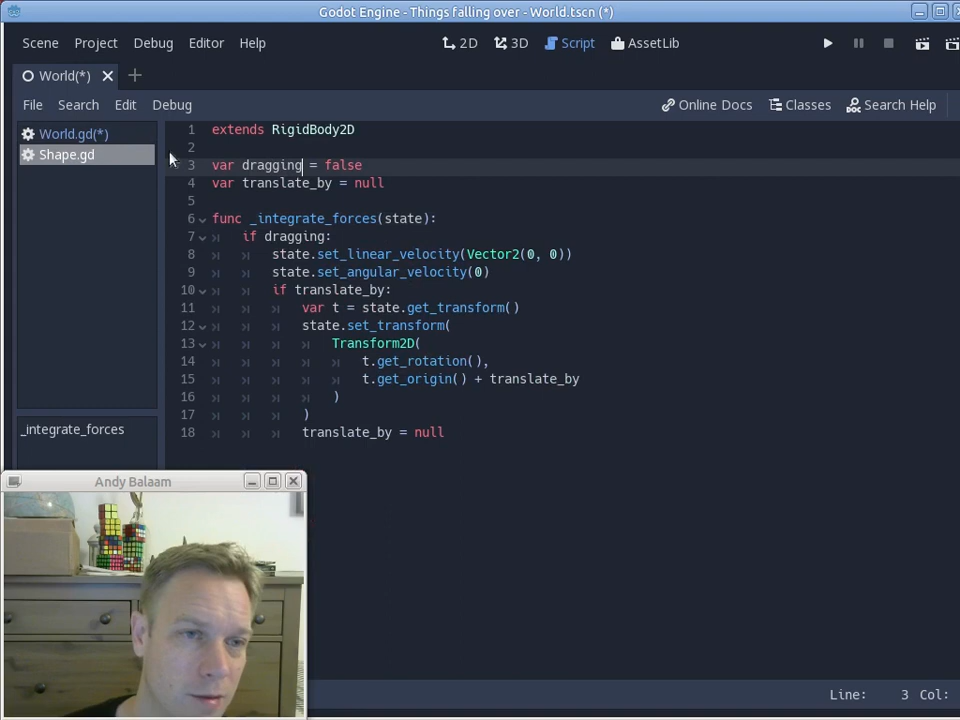 Godot Engine - Things falling over - World.tscn (*)
Scene Project Debug Editor Help 2D 3D Script AssetLib
World(*)
File Search Edit Debug Online Docs Classes Search Help
World.gd(*)
Shape.gd
1 extends RigidBody2D
2
3 var dragging = false
4 var translate_by = null
5
6 func _integrate_forces(state):
7 if dragging:
8 state.set_linear_velocity(Vector2(0, 0))
9 state.set_angular_velocity(0)
10 if translate_by:
11 var t = state.get_transform()
12 state.set_transform(
13 Transform2D(
14 t.get_rotation(),
15 t.get_origin() + translate_by
16 )
17 )
18 translate_by = null
_integrate_forces
Andy Balaam
Line: 3 Col: